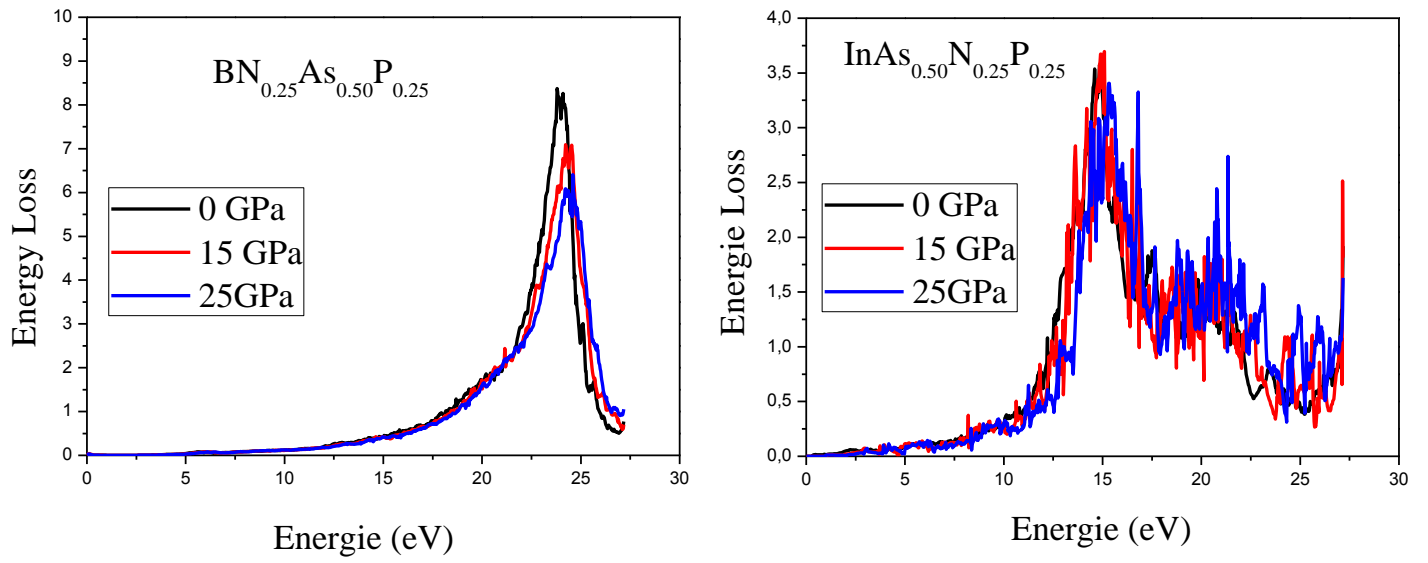 BN0.25As0.50P0.25
Energy Loss
10
9
8
7
6
5
4
3
2
1
0
0 GPa
15 GPa
25GPa
0 5 10 15 20 25 30
Energie (eV)
InAs0.50N0.25P0.25
Energie Loss
4,0
3,5
3,0
2,5
2,0
1,5
1,0
0,5
0,0
0 GPa
15 GPa
25GPa
0 5 10 15 20 25 30
Energie (eV)